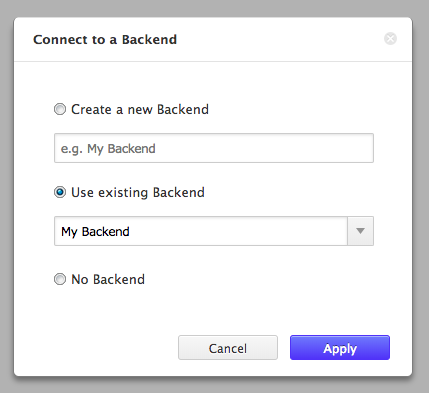 Connect to a Backend
Create a new Backend
e.g. My Backend
Use existing Backend
My Backend
No Backend
Cancel
Apply